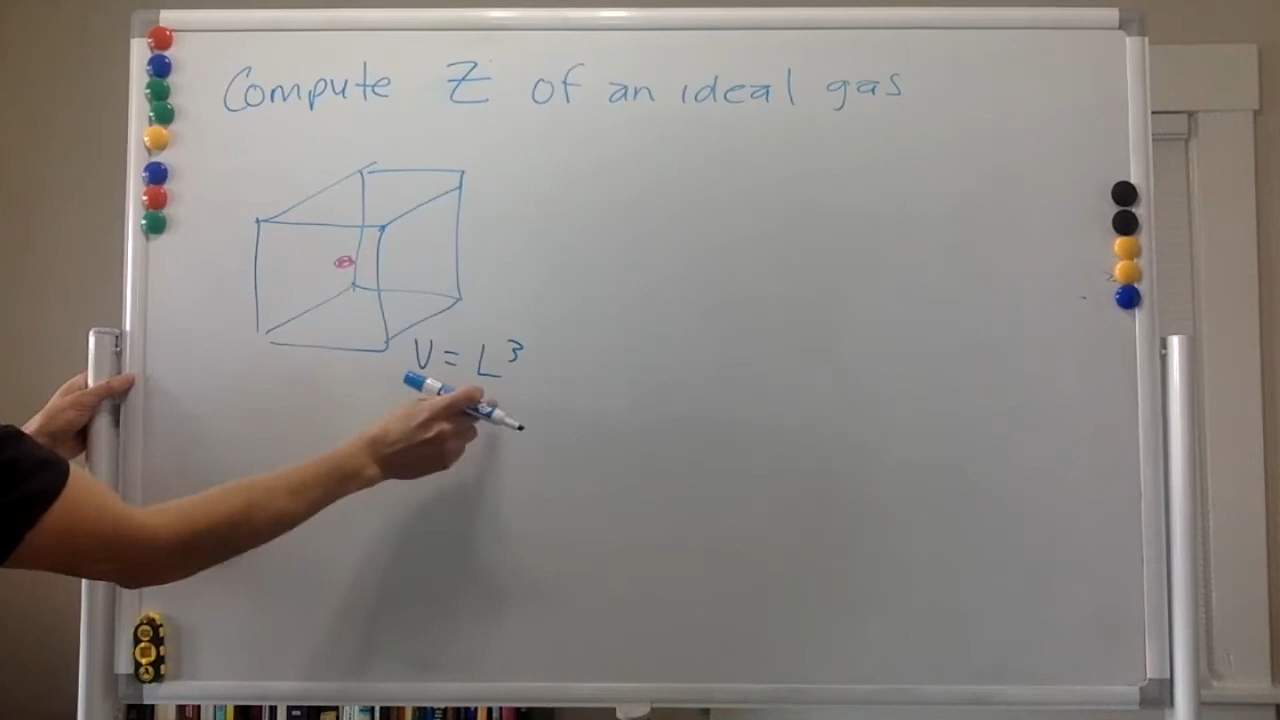 Compute Z of an ideal gas
V = L³